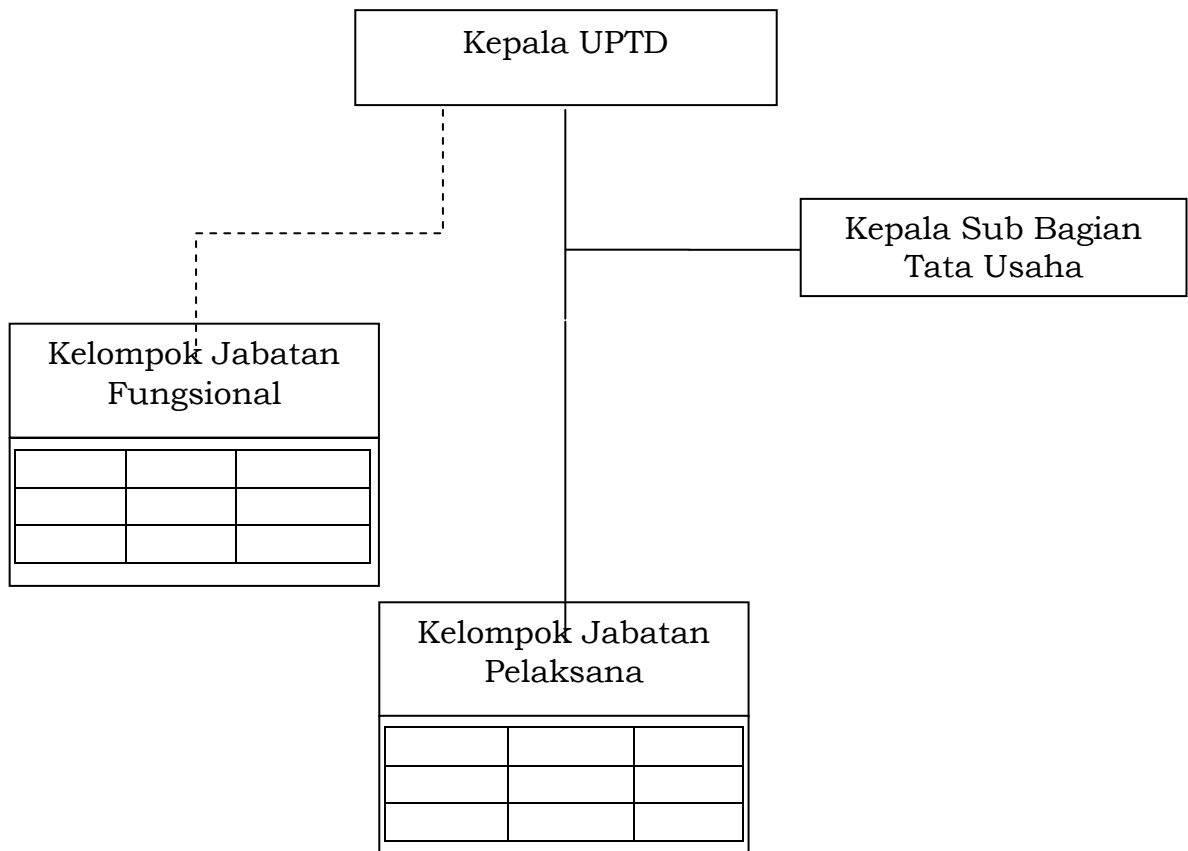 Kepala UPTD
Kepala Sub Bagian
Tata Usaha
Kelompok Jabatan
Fungsional
Kelompok Jabatan
Pelaksana